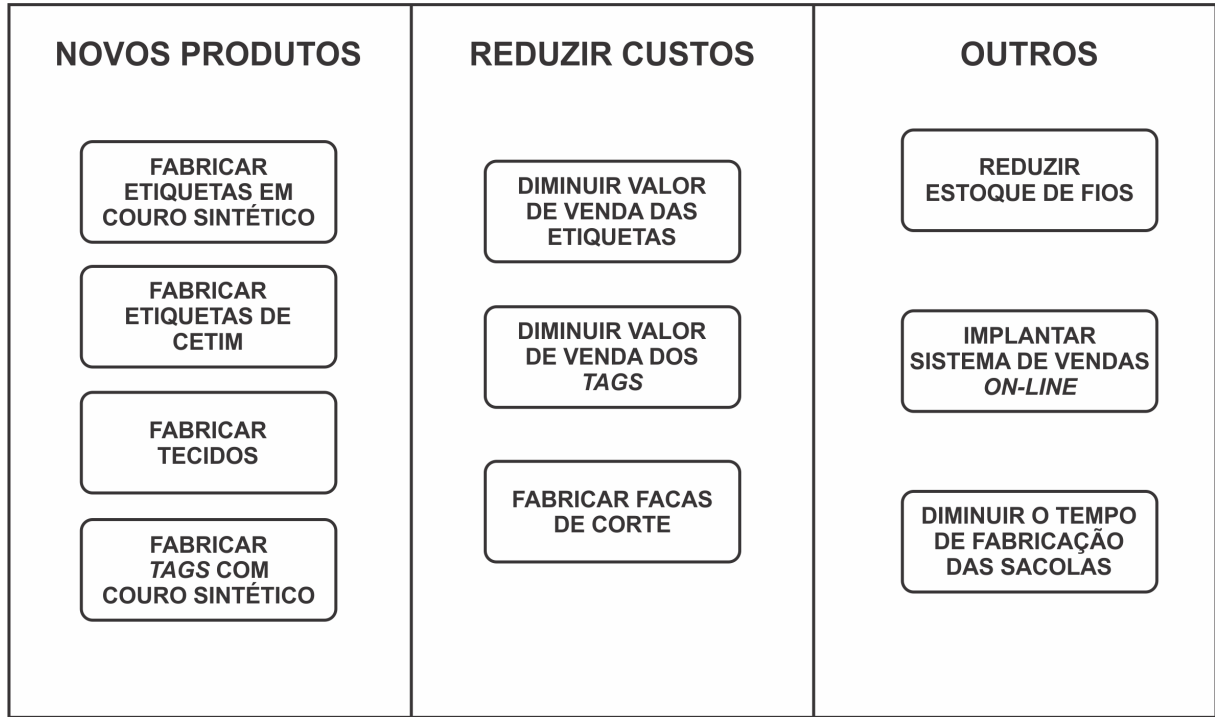 NOVOS PRODUTOS
FABRICAR
ETIQUETAS EM
COURO SINTÉTICO
FABRICAR
ETIQUETAS DE
CETIM
FABRICAR
TECIDOS
FABRICAR
TAGS COM
COURO SINTÉTICO
REDUZIR CUSTOS
DIMINUIR VALOR
DE VENDA DAS
ETIQUETAS
DIMINUIR VALOR
DE VENDA DOS
TAGS
FABRICAR FACAS
DE CORTE
OUTROS
REDUZIR
ESTOQUE DE FIOS
IMPLANTAR
SISTEMA DE VENDAS
ON-LINE
DIMINUIR O TEMPO
DE FABRICAÇÃO
DAS SACOLAS